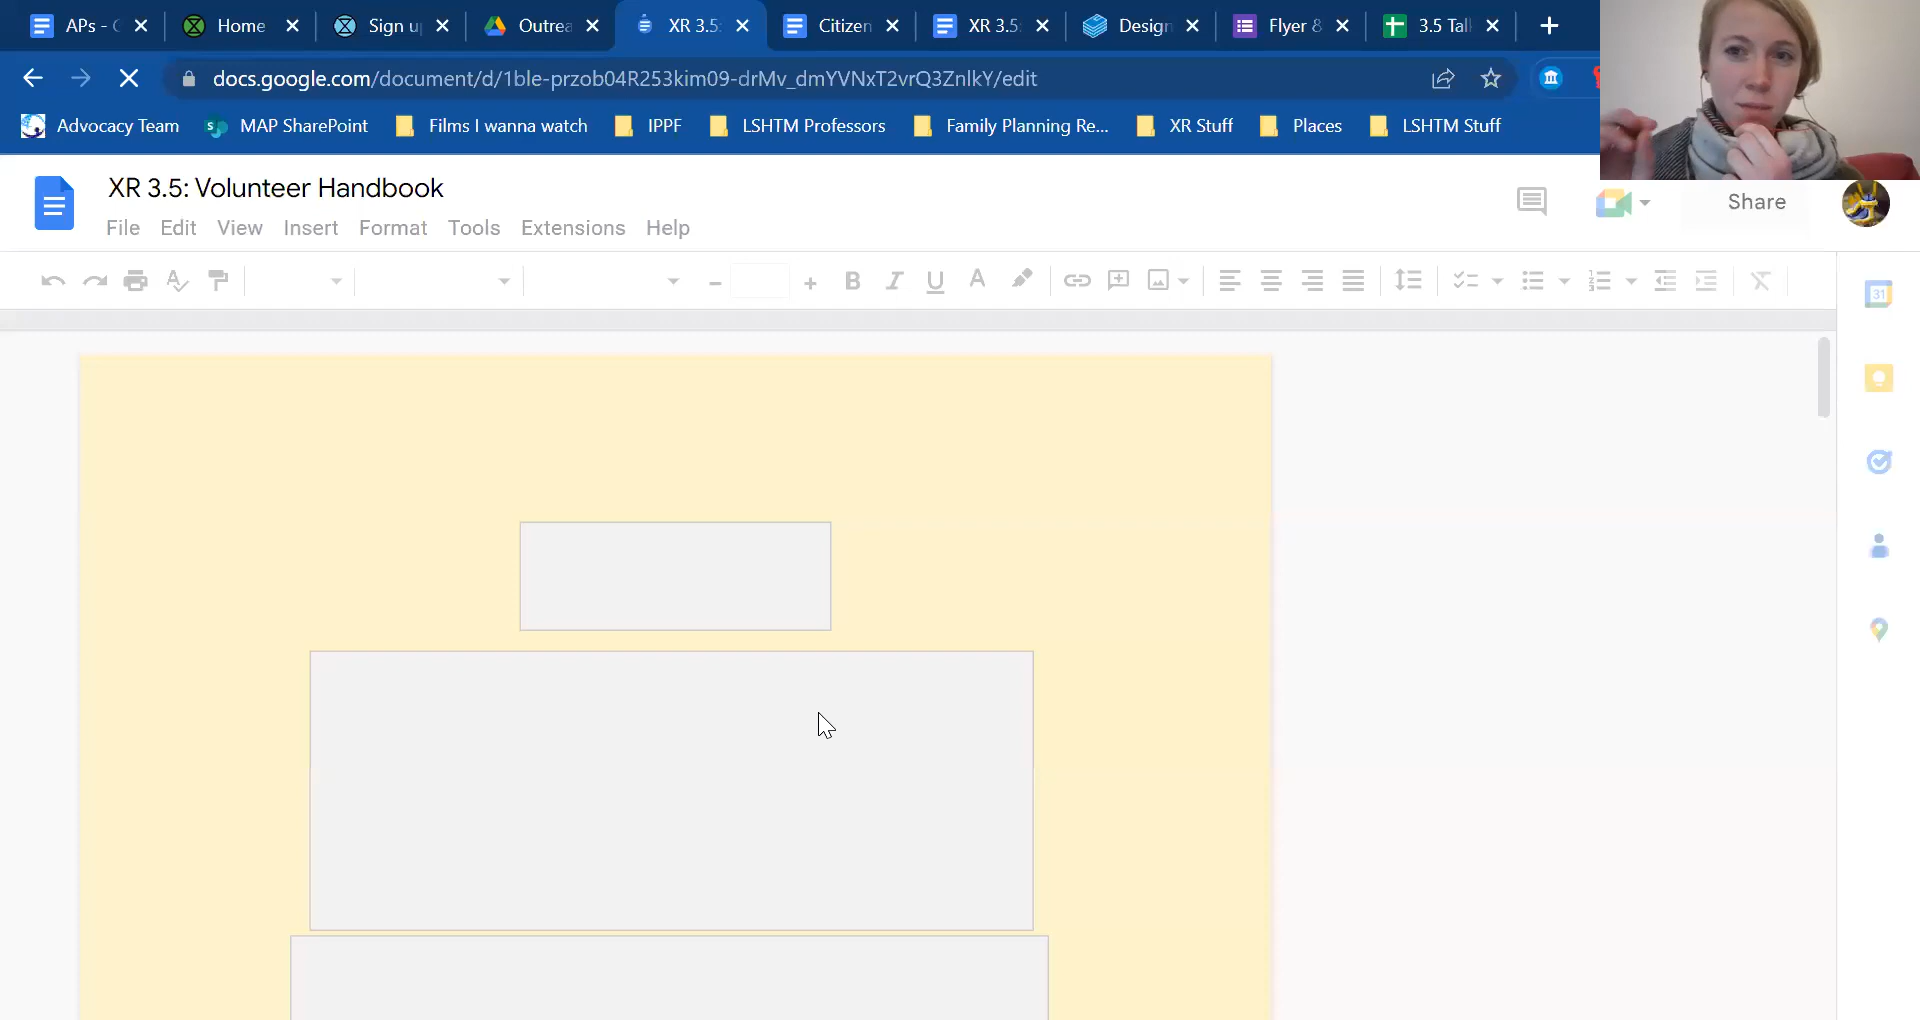 APs - C
Home
Sign u
Outrea
XR 3.5:
Citizen
XR 3.5
Design
Flyer 8
3.5 Tal
docs.google.com/document/d/1ble-przob04R253kim09-drMv_dmYVNxT2vrQ3ZnlkY/edit
Advocacy Team
MAP SharePoint
Films I wanna watch
IPPF
LSHTM Professors
Family Planning Re...
XR Stuff
Places
LSHTM Stuff
XR 3.5: Volunteer Handbook
File Edit View Insert Format Tools Extensions Help
Share
B I U A
31